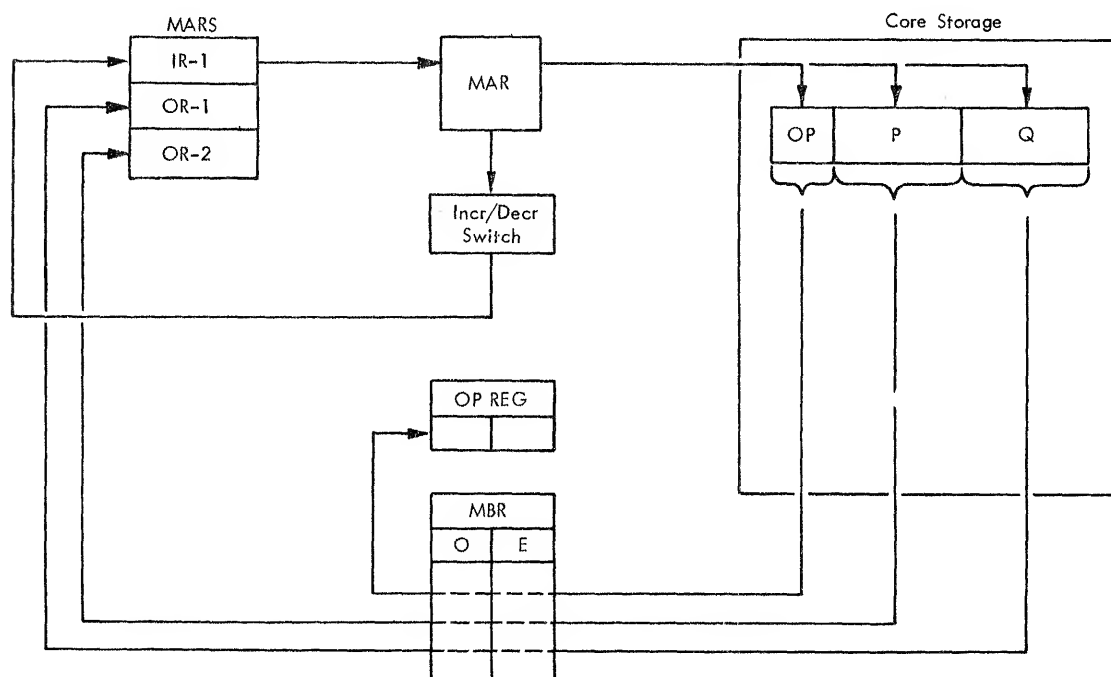 Core Storage
MARS
IR-1
OR-1
OR-2
MAR
OP
P
Q
Incr/Decr
Switch
OP REG
MBR
O
E